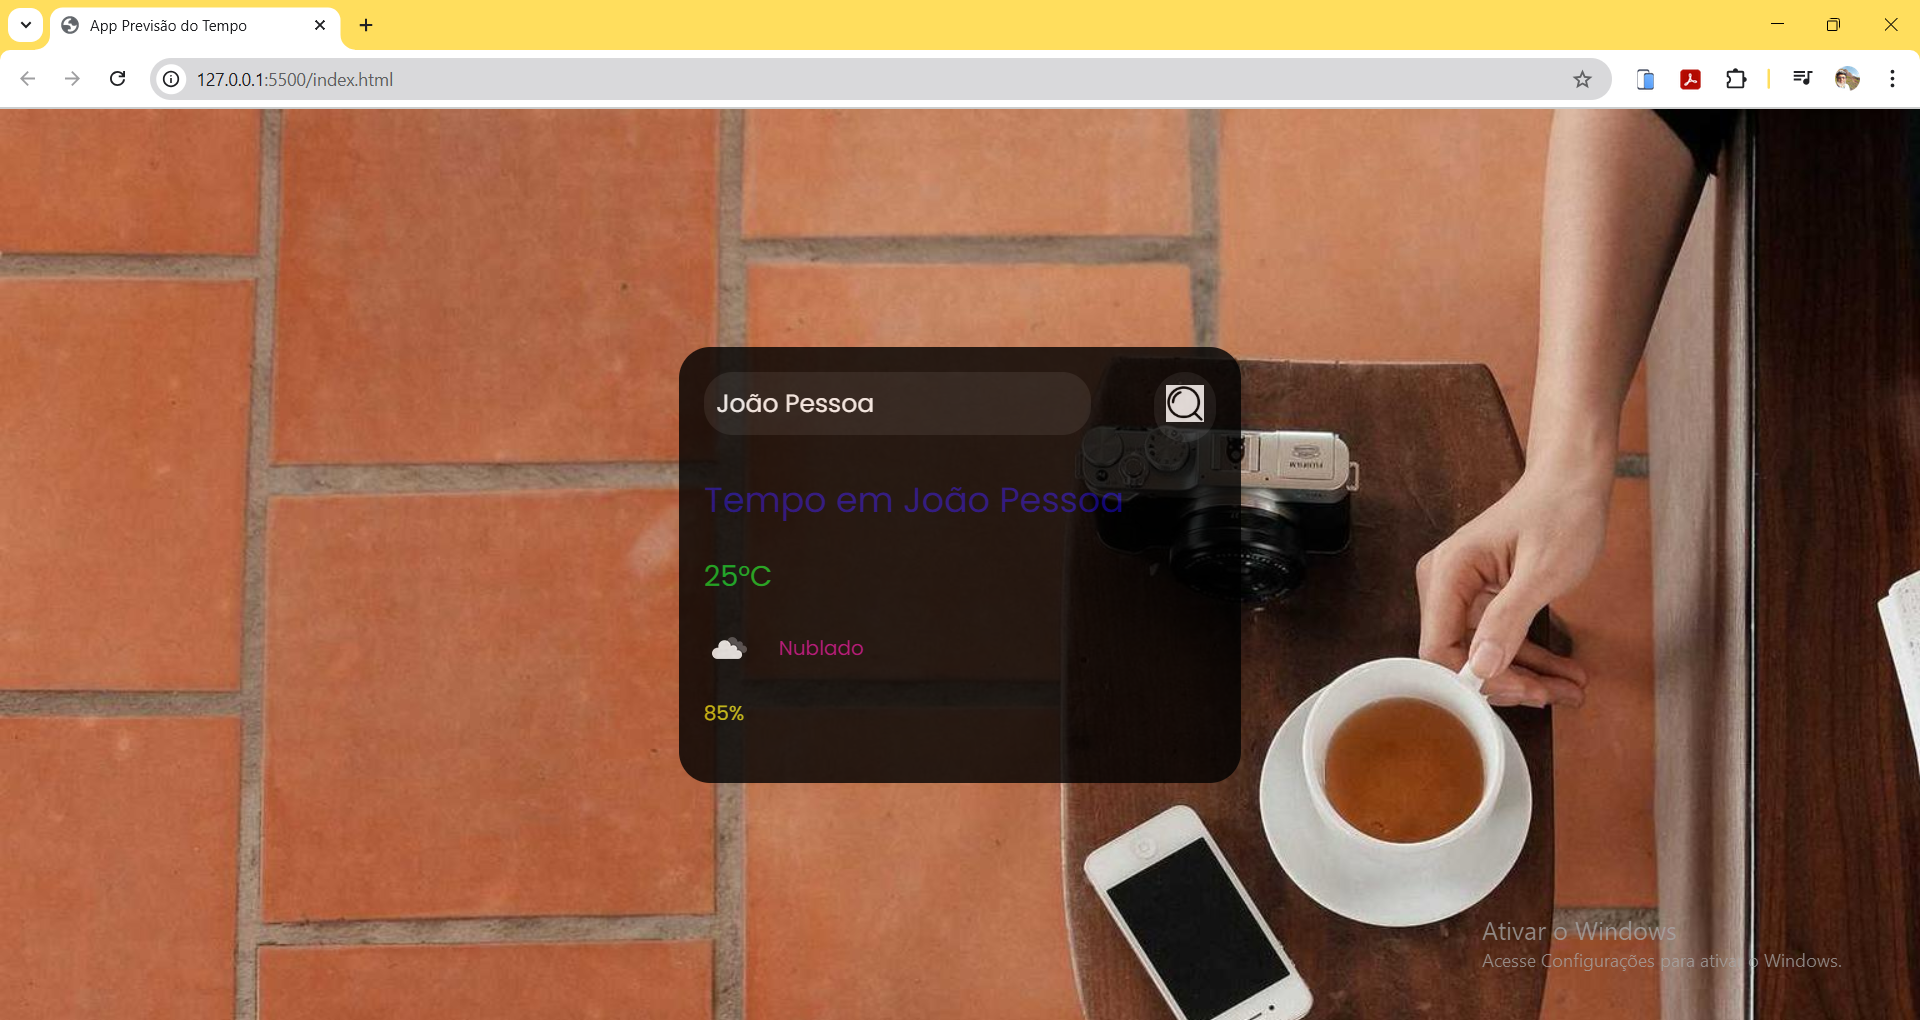 App Previsão do Tempo
127.0.0.1:5500/index.html
João Pessoa
FUJIFILM
Tempo em João Pessoa
25°C
Nublado
85%
Ativar o Windows
Acesse Configurações para ativar o Windows.